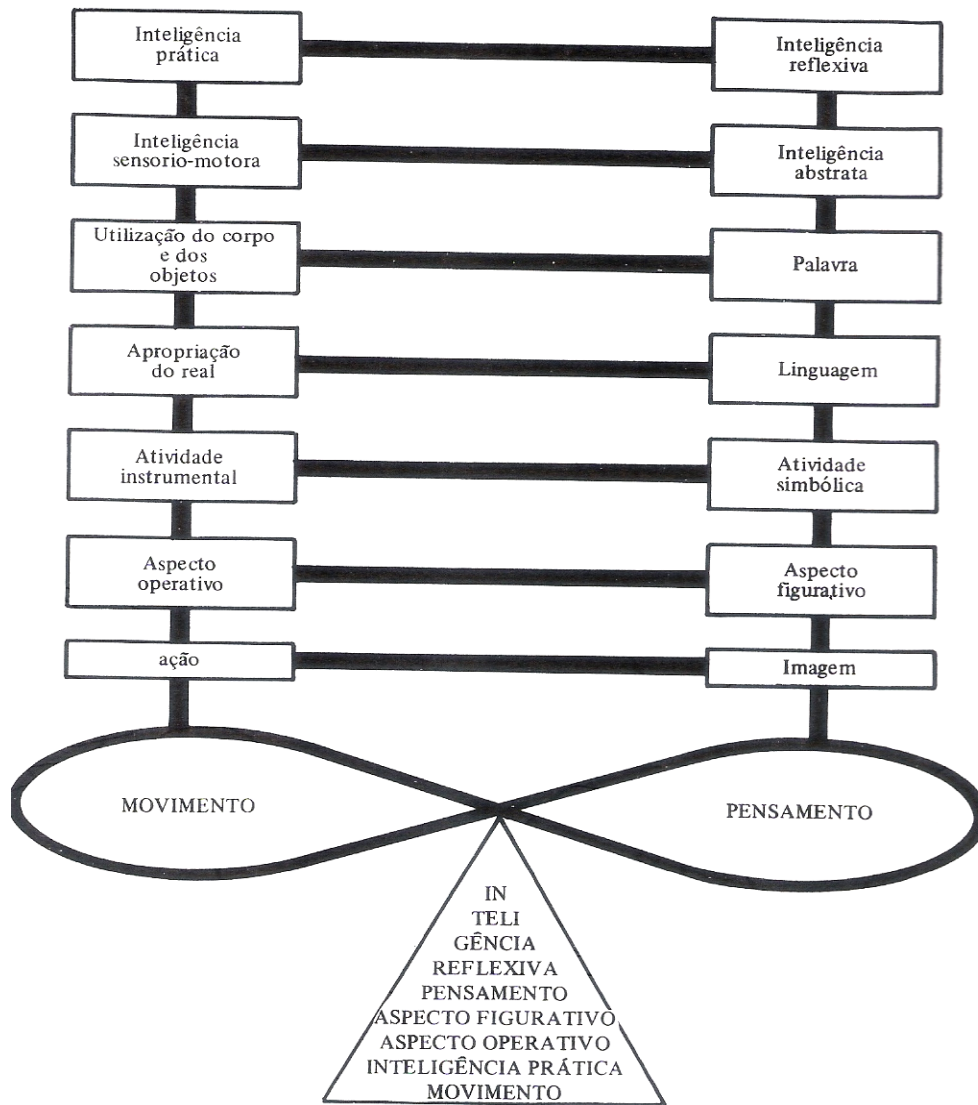 Inteligência
prática
Inteligência
reflexiva
Inteligência
sensorio-motora
Inteligência
abstrata
Utilização do corpo
e dos
objetos
Palavra
Apropriação
do real
Linguagem
Atividade
instrumental
Atividade
simbólica
Aspecto
operativo
Aspecto
figurativo
ação
Imagem
MOVIMENTO
PENSAMENTO
IN
TELI
GÊNCIA
REFLEXIVA
PENSAMENTO
ASPECTO FIGURATIVO
ASPECTO OPERATIVO
INTELIGÊNCIA PRÁTICA
MOVIMENTO